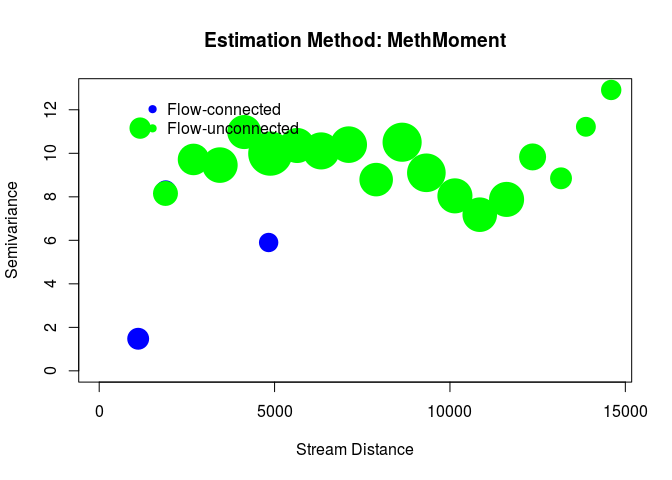 Estimation Method: MethMoment
Flow-connected
Flow-unconnected
Semivariance
12
10
8
6
4
2
0
0 5000 10000 15000
Stream Distance